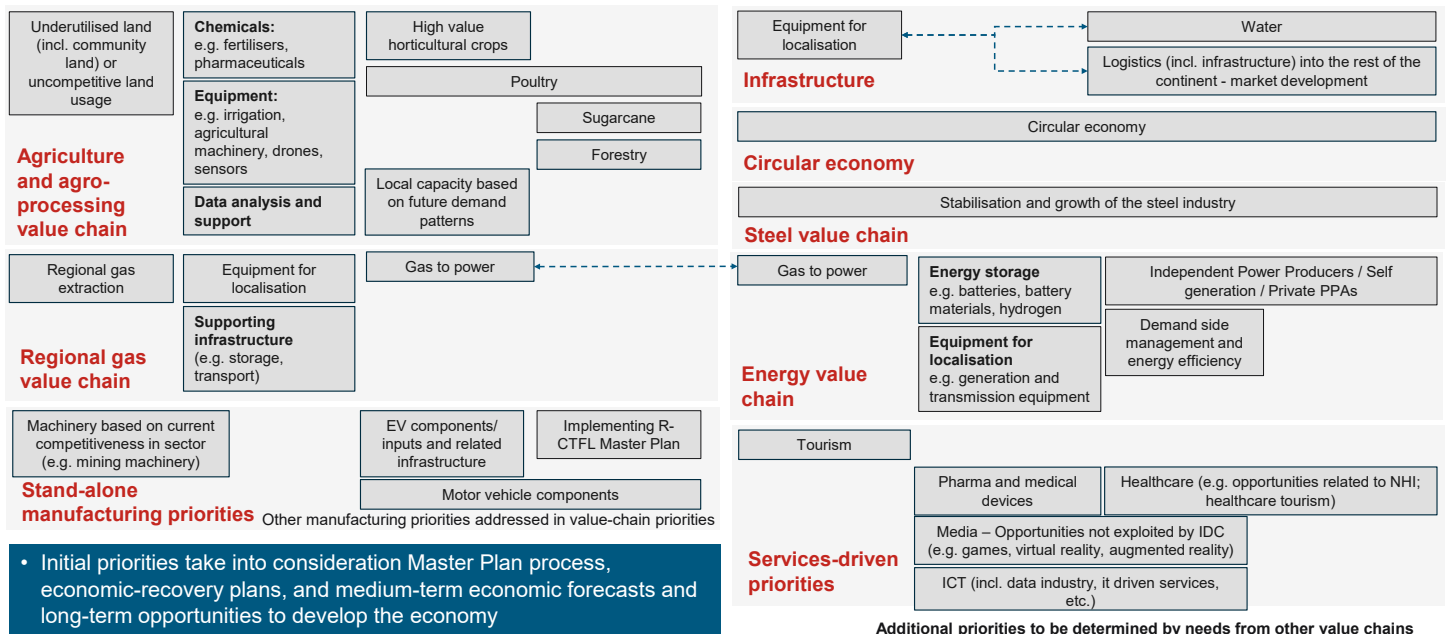 Underutilised land
(incl. community
land) or
uncompetitive land
usage
Chemicals:
e.g. fertilisers,
pharmaceuticals
Equipment:
e.g. irrigation,
agricultural
machinery, drones,
sensors
Data analysis and
support
High value
horticultural crops
Poultry
Sugarcane
Forestry
Local capacity based
on future demand
patterns
Agriculture
and agro-
processing
value chain
Regional gas
extraction
Equipment for
localisation
Gas to power
Supporting
infrastructure
(e.g. storage,
transport)
Regional gas
value chain
Machinery based on current
competitiveness in sector
(e.g. mining machinery)
EV components/
inputs and related
infrastructure
Implementing R-
CTFL Master Plan
Motor vehicle components
Stand-alone
manufacturing priorities
Other manufacturing priorities addressed in value-chain priorities
• Initial priorities take into consideration Master Plan process,
economic-recovery plans, and medium-term economic forecasts and
long-term opportunities to develop the economy
Equipment for
localisation
Water
Logistics (incl. infrastructure) into the rest of the
continent - market development
Infrastructure
Circular economy
Circular economy
Stabilisation and growth of the steel industry
Steel value chain
Gas to power
Energy storage
e.g. batteries, battery
materials, hydrogen
Independent Power Producers / Self
generation / Private PPAs
Equipment for
localisation
e.g. generation and
transmission equipment
Demand side
management and
energy efficiency
Energy value
chain
Tourism
Pharma and medical
devices
Healthcare (e.g. opportunities related to NHI;
healthcare tourism)
Media – Opportunities not exploited by IDC
(e.g. games, virtual reality, augmented reality)
ICT (incl. data industry, it driven services,
etc.)
Services-driven
priorities
Additional priorities to be determined by needs from other value chains